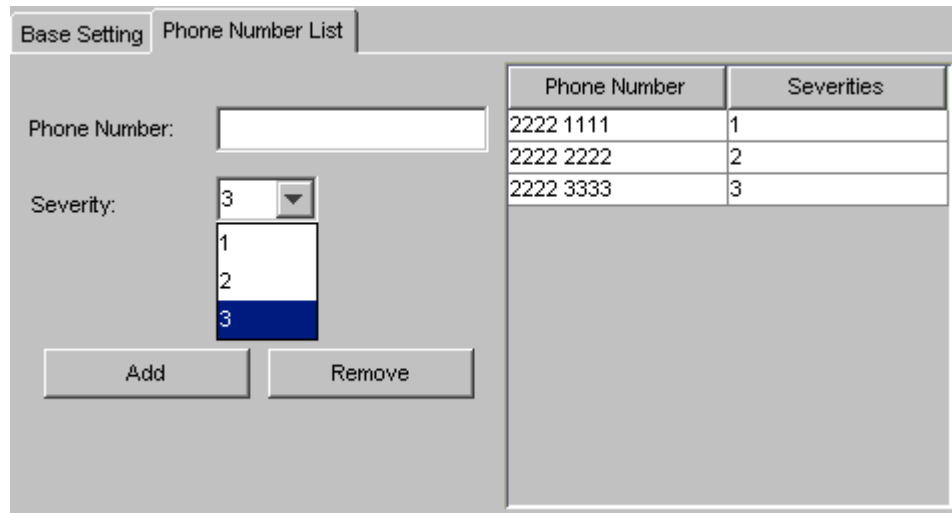 Base Setting Phone Number List
Phone Number:
Severity: 3
1
2
3
Add Remove
Phone Number Severities
2222 1111 1
2222 2222 2
2222 3333 3